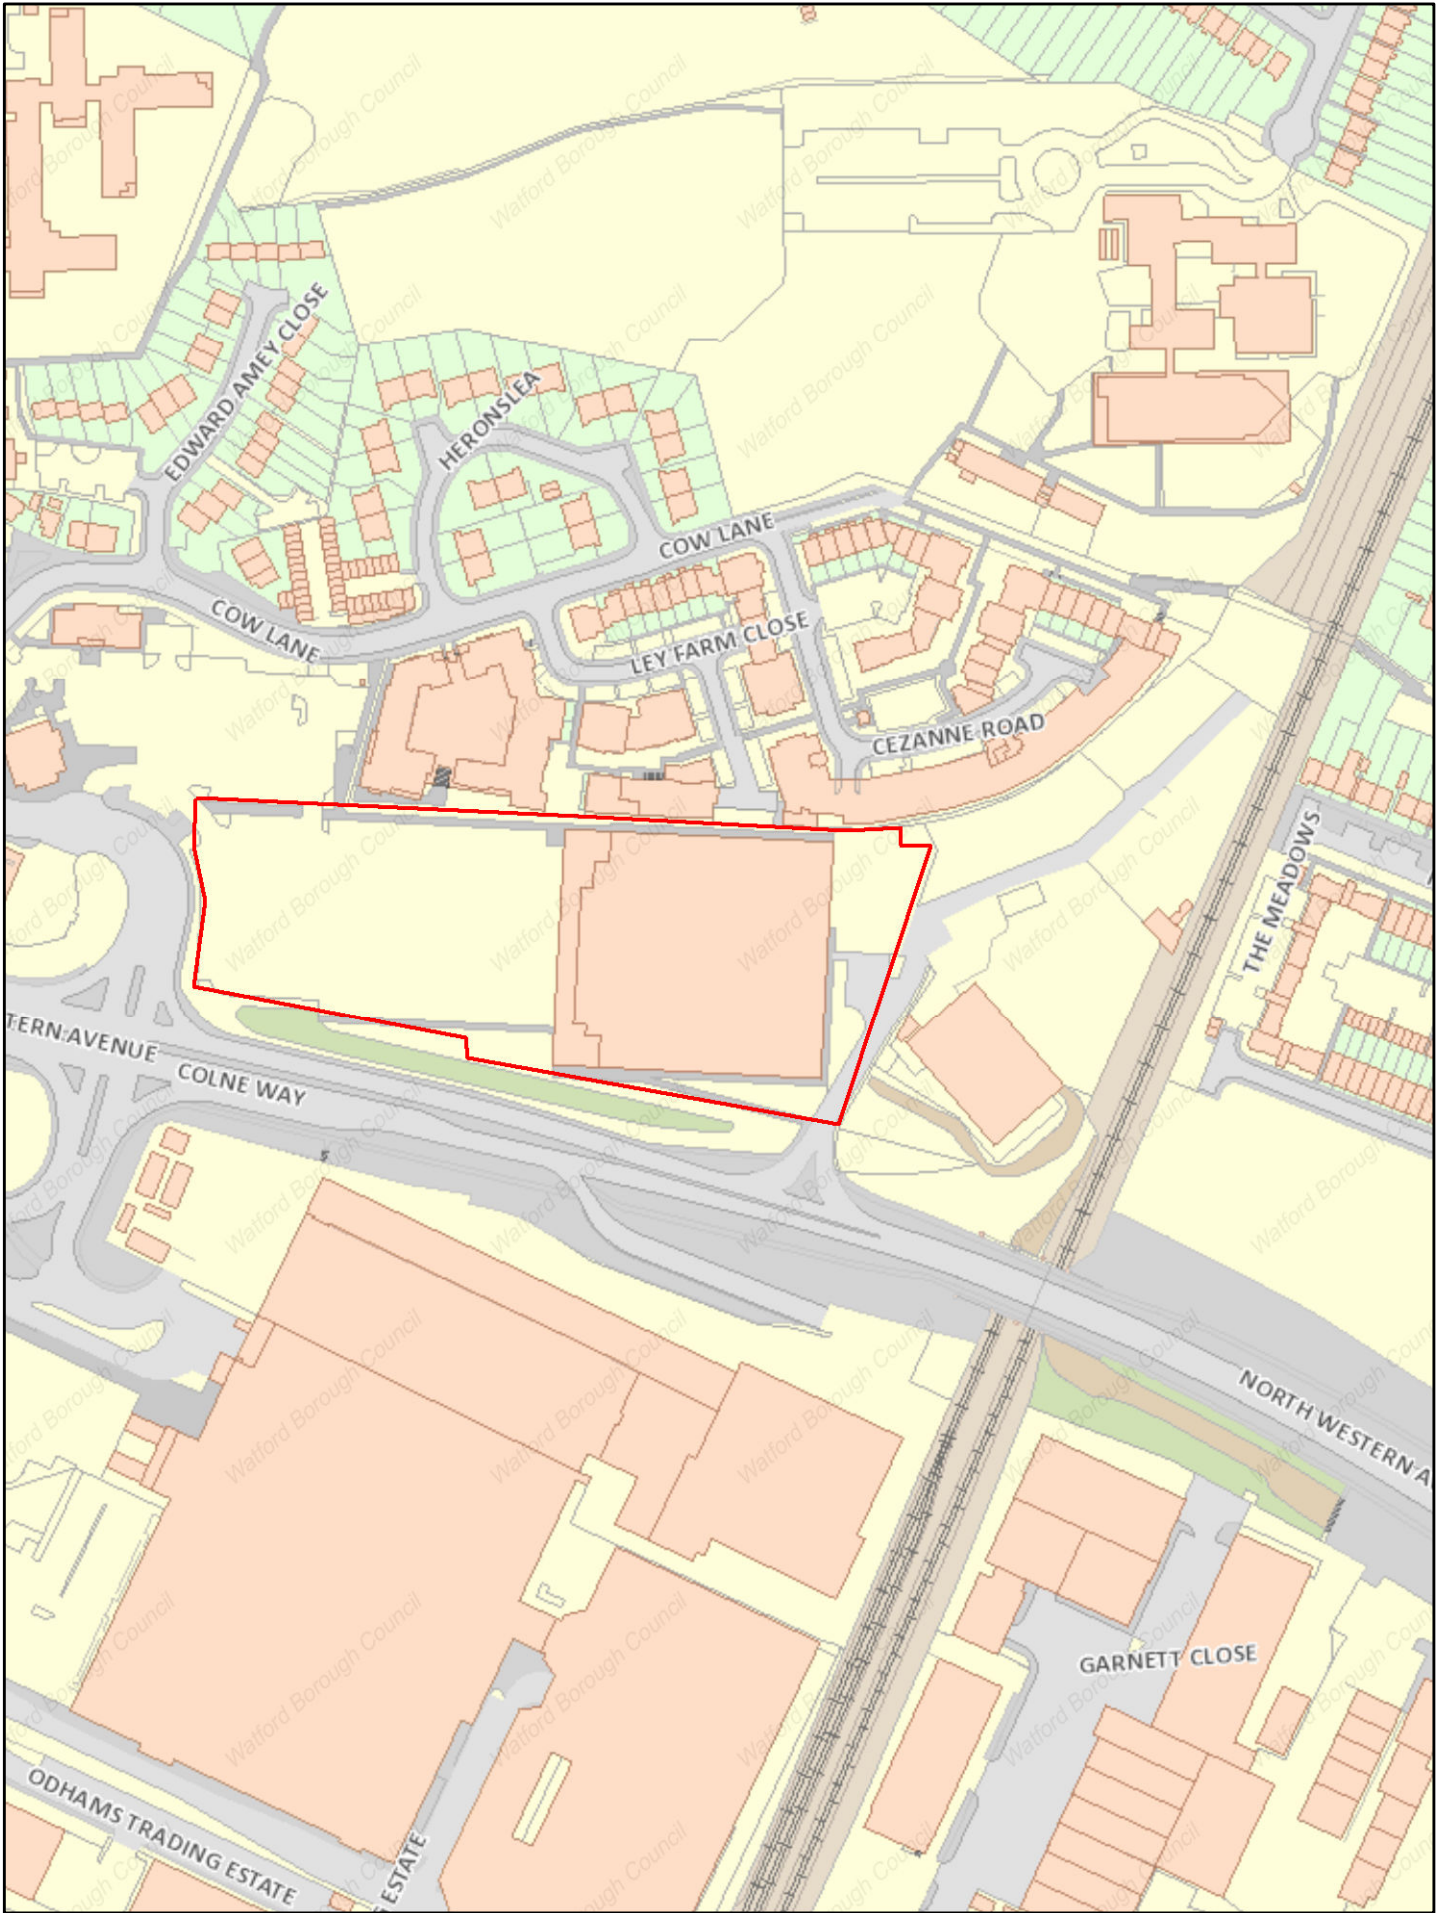 EDWARD AMEY CLOSE
HERONSLEA
COW LANE
COW LANE
LEY FARM CLOSE
CEZANNE ROAD
THE MEADOWS
TERN AVENUE
COLNE WAY
NORTH WESTERN A
GARNETT CLOSE
ODHAMS TRADING ESTATE
ESTATE
Watford Borough Council